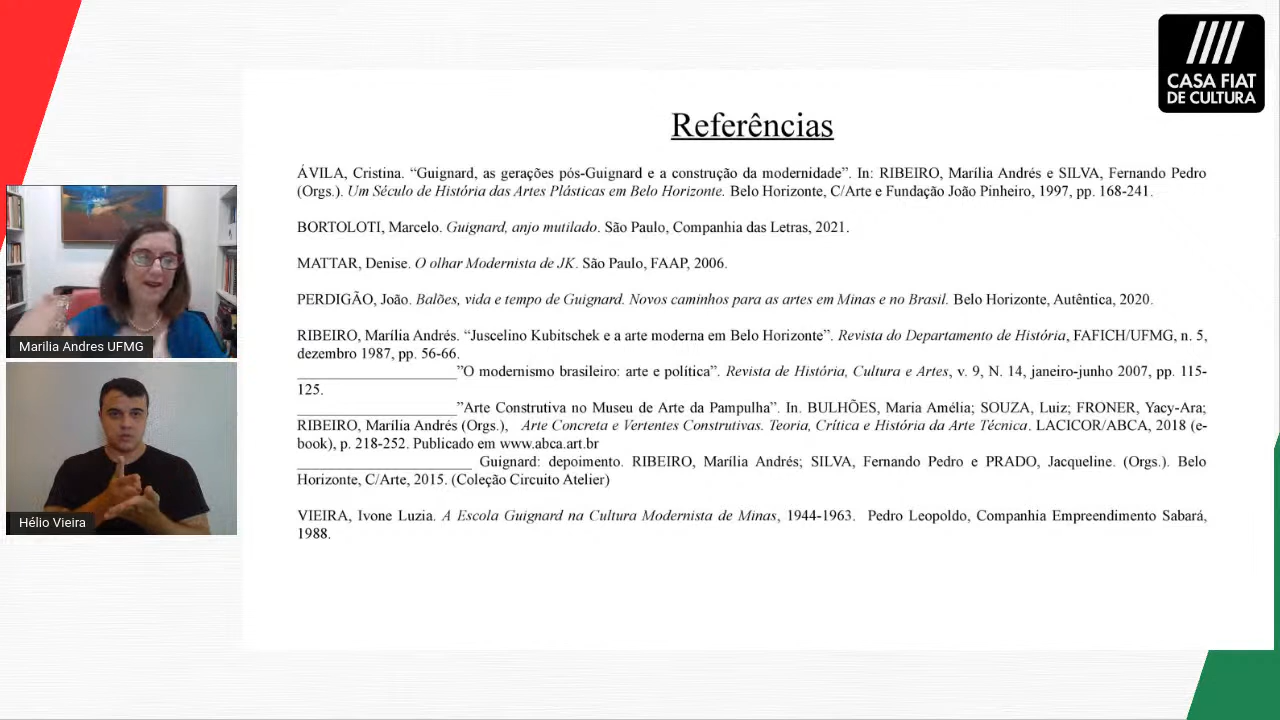 CASA FIAT
DE CULTURA
Referências
ÁVILA, Cristina. “Guignard, as gerações pós-Guignard e a construção da modernidade”. In: RIBEIRO, Marília Andrés e SILVA, Fernando Pedro
(Orgs.). Um Século de História das Artes Plásticas em Belo Horizonte. Belo Horizonte, C/Arte e Fundação João Pinheiro, 1997, pp. 168-241.
BORTOLOTI, Marcelo. Guignard, anjo mutilado. São Paulo, Companhia das Letras, 2021.
MATTAR, Denise. O olhar Modernista de JK. São Paulo, FAAP, 2006.
PERDIGÃO, João. Balões, vida e tempo de Guignard. Novos caminhos para as artes em Minas e no Brasil. Belo Horizonte, Autêntica, 2020.
RIBEIRO, Marília Andrés. “Juscelino Kubitschek e a arte moderna em Belo Horizonte”. Revista do Departamento de História, FAFICH/UFMG, n. 5,
dezembro 1987, pp. 56-66.
_____________________”O modernismo brasileiro: arte e política”. Revista de História, Cultura e Artes, v. 9, N. 14, janeiro-junho 2007, pp. 115-
125.
_____________________”Arte Construtiva no Museu de Arte da Pampulha”. In. BULHÕES, Maria Amélia; SOUZA, Luiz; FRONER, Yacy-Ara;
RIBEIRO, Marília Andrés (Orgs.), Arte Concreta e Vertentes Construtivas. Teoria, Crítica e História da Arte Técnica. LACICOR/ABCA, 2018 (e-
book), p. 218-252. Publicado em www.abca.art.br
_______________________ Guignard: depoimento. RIBEIRO, Marília Andrés; SILVA, Fernando Pedro e PRADO, Jacqueline. (Orgs.). Belo
Horizonte, C/Arte, 2015. (Coleção Circuito Atelier)
VIEIRA, Ivone Luzia. A Escola Guignard na Cultura Modernista de Minas, 1944-1963. Pedro Leopoldo, Companhia Empreendimento Sabará,
1988.
Marilia Andres UFMG
Hélio Vieira